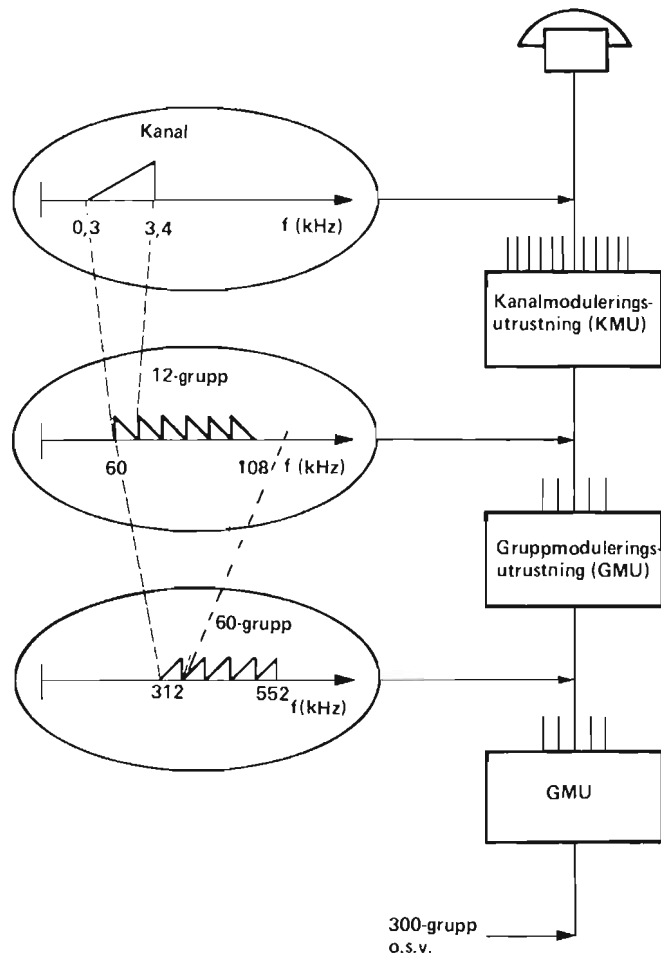 Kanal
0,3
3,4
f (kHz)
Kanalmodulerings-
utrustning (KMU)
12-grupp
60
108
f (kHz)
Gruppmodulerings-
utrustning (GMU)
60-grupp
312
552
f(kHz)
GMU
300-grupp
o.s.v.